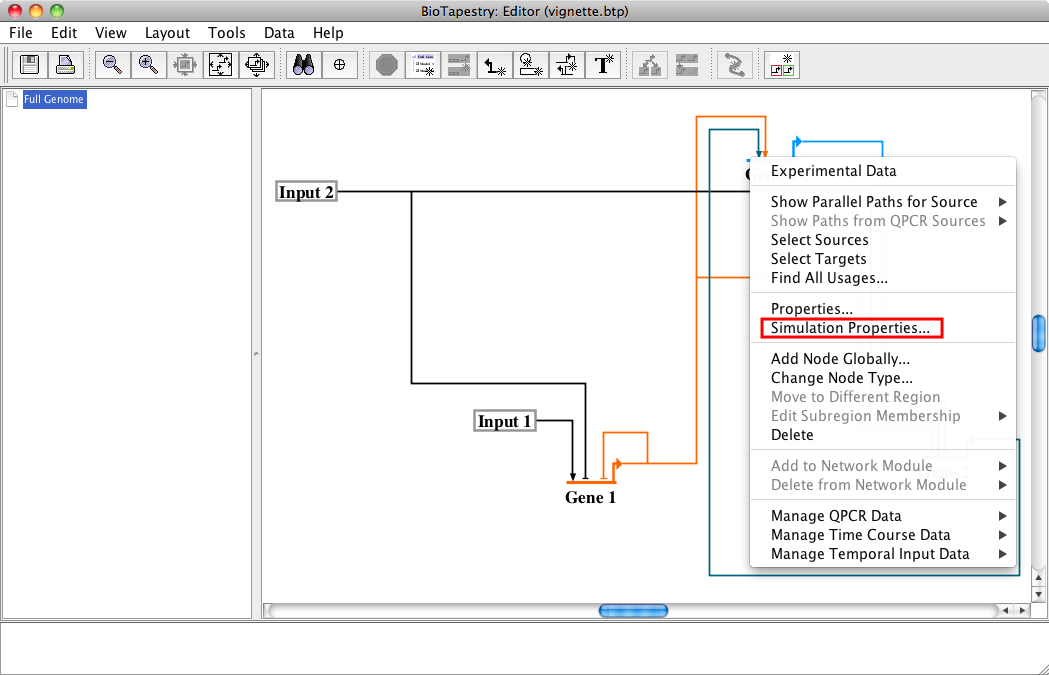 BioTapestry: Editor (vignette.btp)
File Edit View Layout Tools Data Help
Full Genome
Input 2
Input 1
Gene 1
Experimental Data
Show Parallel Paths for Source
Show Paths from QPCR Sources
Select Sources
Select Targets
Find All Usages...
Properties...
Simulation Properties...
Add Node Globally...
Change Node Type...
Move to Different Region
Edit Subregion Membership
Delete
Add to Network Module
Delete from Network Module
Manage QPCR Data
Manage Time Course Data
Manage Temporal Input Data